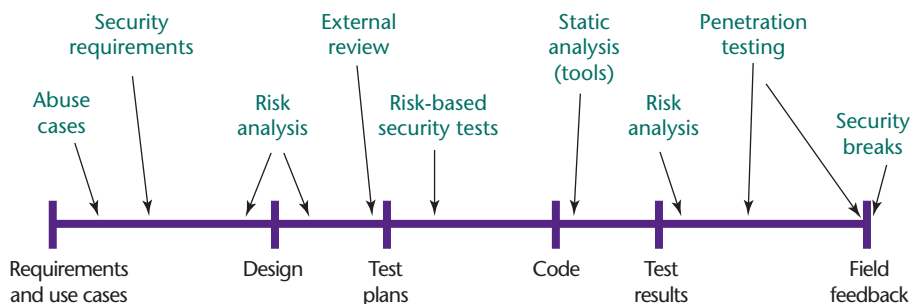 Security
requirements
External
review
Static
analysis
(tools)
Penetration
testing
Abuse
cases
Risk
analysis
Risk-based
security tests
Risk
analysis
Security
breaks
Requirements
and use cases
Design
Test
plans
Code
Test
results
Field
feedback